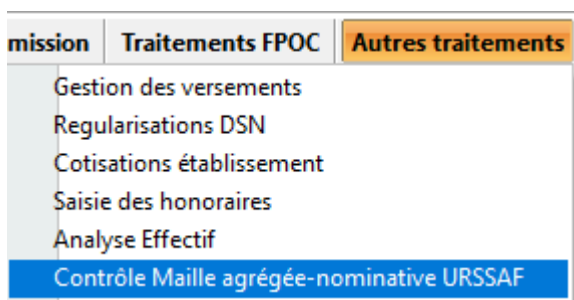 mission Traitements FPOC Autres traitements
Gestion des versements
Regularisations DSN
Cotisations établissement
Saisie des honoraires
Analyse Effectif
Contrôle Maille agrégée-nominative URSSAF